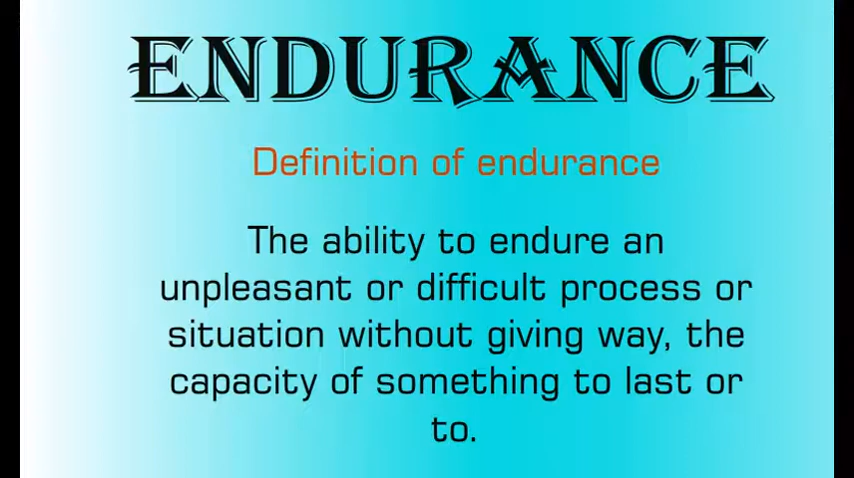 ENDURANCE
Definition of endurance
The ability to endure an
unpleasant or difficult process or
situation without giving way, the
capacity of something to last or
to.